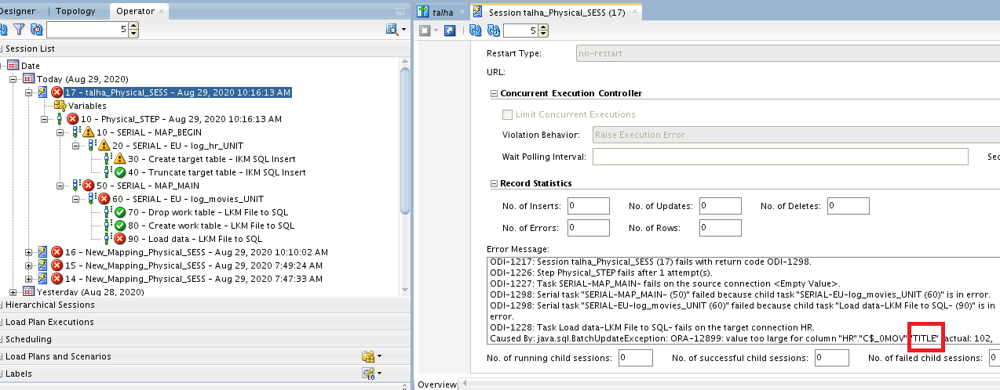 Designer Topology Operator ×
5
Session List
Date
Today (Aug 29, 2020)
17 - talha_Physical_SESS - Aug 29, 2020 10:16:13 AM
Variables
10 - Physical_STEP - Aug 29, 2020 10:16:13 AM
10 - SERIAL - MAP_BEGIN
20 - SERIAL - EU - log_hr_UNIT
30 - Create target table - IKM SQL Insert
40 - Truncate target table - IKM SQL Insert
50 - SERIAL - MAP_MAIN
60 - SERIAL - EU - log_movies_UNIT
70 - Drop work table - LKM File to SQL
80 - Create work table - LKM File to SQL
90 - Load data - LKM File to SQL
16 - New_Mapping_Physical_SESS - Aug 29, 2020 10:10:02 AM
15 - New_Mapping_Physical_SESS - Aug 29, 2020 7:49:24 AM
14 - New_Mapping_Physical_SESS - Aug 29, 2020 7:47:33 AM
Yesterday (Aug 28, 2020)
Hierarchical Sessions
Load Plan Executions
Scheduling
Load Plans and Scenarios
Labels
talha × Session talha_Physical_SESS (17) ×
5
Restart Type: no-restart
URL:
Concurrent Execution Controller
Limit Concurrent Executions
Violation Behavior: Raise Execution Error
Wait Polling Interval: Sec
Record Statistics
No. of Inserts: 0 No. of Updates: 0 No. of Deletes: 0
No. of Errors: 0 No. of Rows: 0
Error Message:
ODI-1217: Session talha_Physical_SESS (17) fails with return code ODI-1298.
ODI-1226: Step Physical_STEP fails after 1 attempt(s).
ODI-1227: Task SERIAL-MAP_MAIN- fails on the source connection <Empty Value>.
ODI-1298: Serial task "SERIAL-MAP_MAIN- (50)" failed because child task "SERIAL-EU-log_movies_UNIT (60)" is in error.
ODI-1298: Serial task "SERIAL-EU-log_movies_UNIT (60)" failed because child task "Load data-LKM File to SQL- (90)" is in
error.
ODI-1228: Task Load data-LKM File to SQL- fails on the target connection HR.
Caused By: java.sql.BatchUpdateException: ORA-12899: value too large for column "HR"."C$_0MOV"."TITLE" (actual: 102,
No. of running child sessions: 0 No. of successful child sessions: 0 No. of failed child sessions: 0
Overview